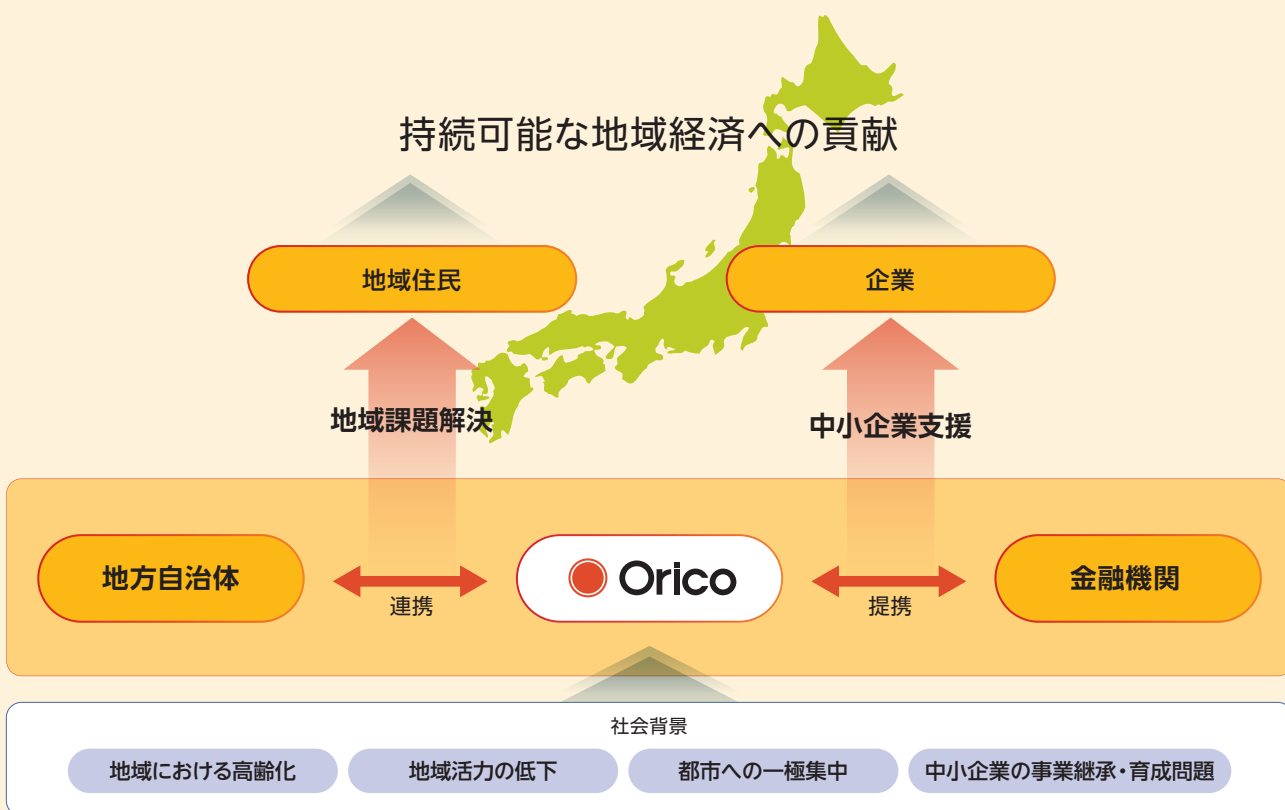 持続可能な地域経済への貢献
地域住民
企業
地域課題解決
中小企業支援
地方自治体
連携
Orico
提携
金融機関
社会背景
地域における高齢化
地域活力の低下
都市への一極集中
中小企業の事業継承・育成問題